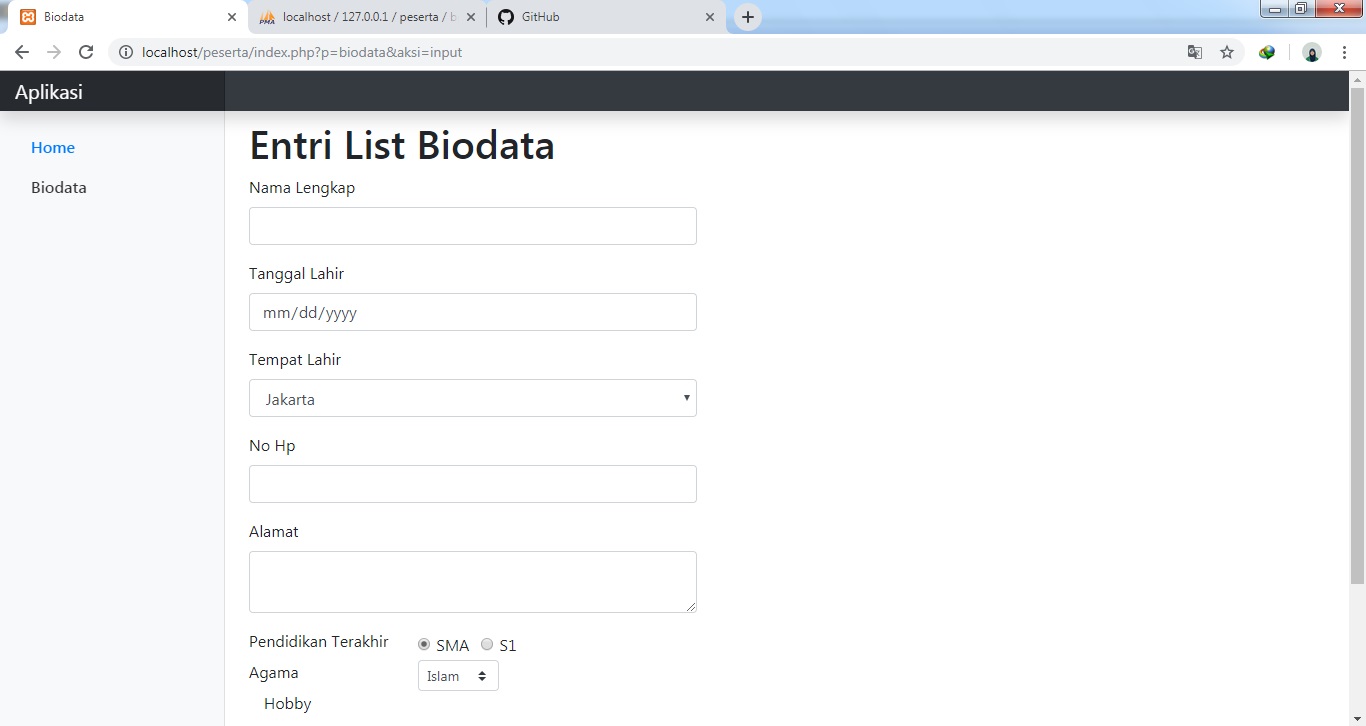 Biodata
localhost / 127.0.0.1 / peserta / b
GitHub
localhost/peserta/index.php?p=biodata&aksi=input
Aplikasi
Home
Biodata
Entri List Biodata
Nama Lengkap
Tanggal Lahir
mm/dd/yyyy
Tempat Lahir
Jakarta
No Hp
Alamat
Pendidikan Terakhir SMA S1
Agama Islam
Hobby